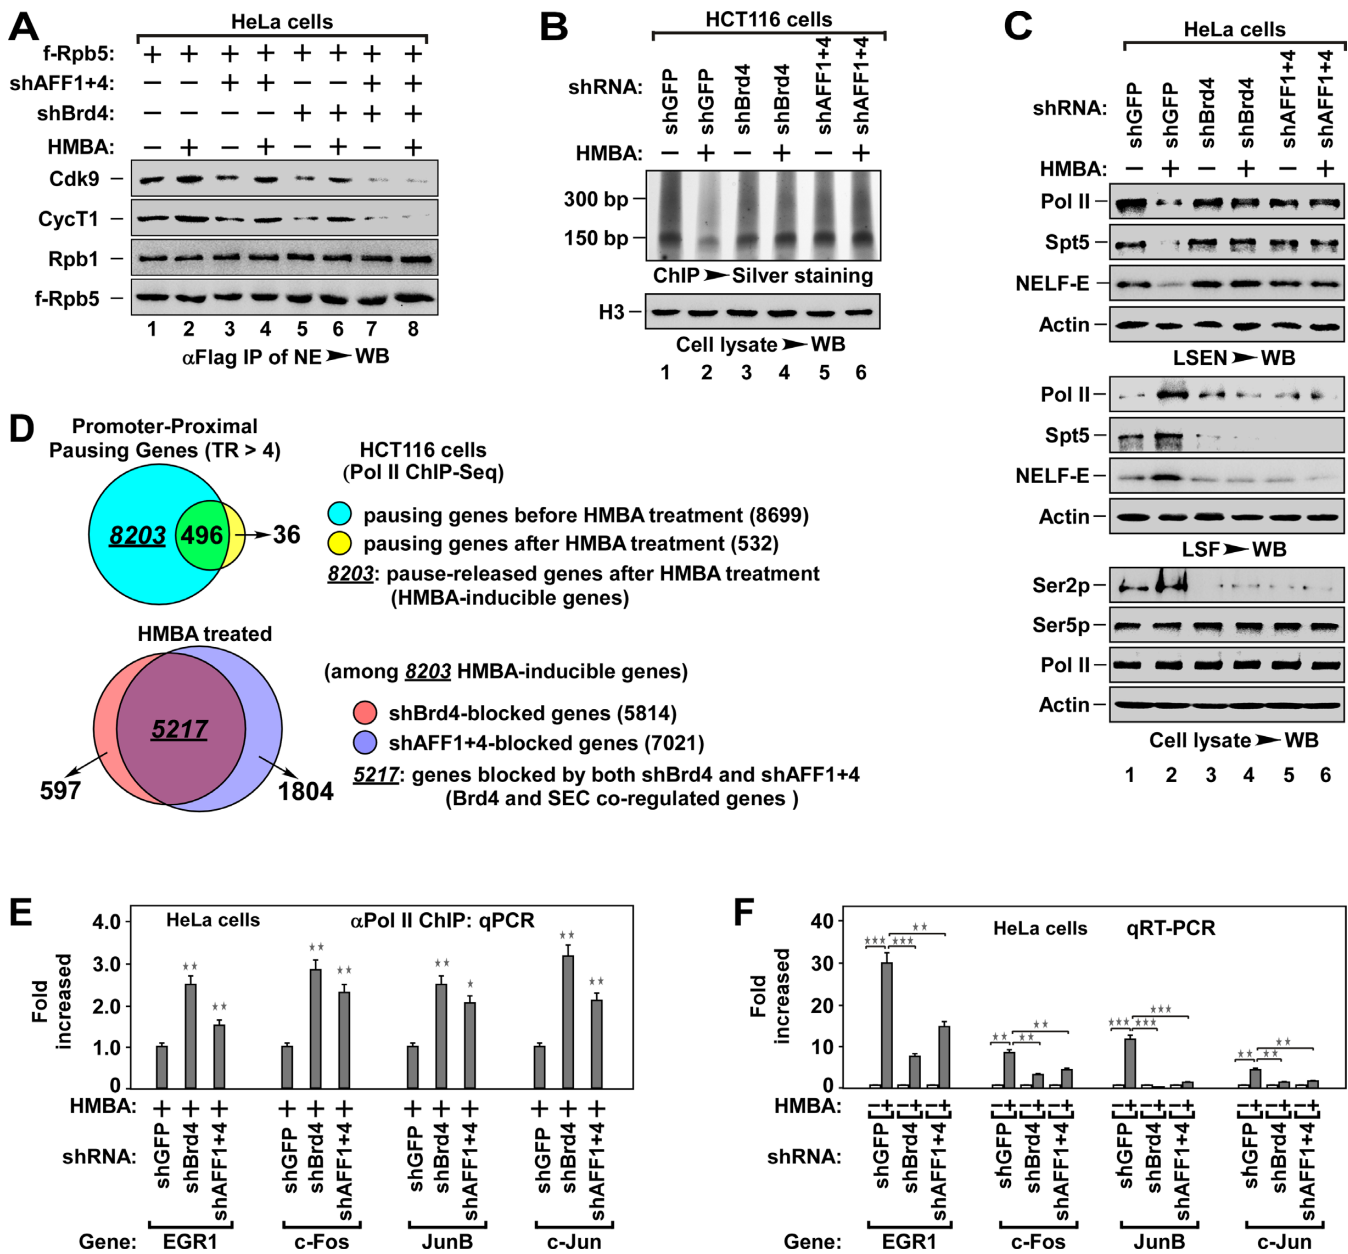 A
HeLa cells
f-Rpb5: + + + + + + + +
shAFF1+4: − − + + − − + +
shBrd4: − − − − + + + +
HMBA: − + − + − + − +
Cdk9
CycT1
Rpb1
f-Rpb5
1 2 3 4 5 6 7 8
αFlag IP of NE ➤ WB
B
HCT116 cells
shRNA: shGFP shGFP shBrd4 shBrd4 shAFF1+4 shAFF1+4
HMBA: − + − + − +
300 bp
150 bp
ChIP ➤ Silver staining
H3
Cell lysate ➤ WB
1 2 3 4 5 6
C
HeLa cells
shRNA: shGFP shGFP shBrd4 shBrd4 shAFF1+4 shAFF1+4
HMBA: − + − + − +
Pol II
Spt5
NELF-E
Actin
LSEN ➤ WB
Pol II
Spt5
NELF-E
Actin
LSF ➤ WB
Ser2p
Ser5p
Pol II
Actin
Cell lysate ➤ WB
1 2 3 4 5 6
D
Promoter-Proximal
Pausing Genes (TR > 4)
8203 496 36
HCT116 cells
(Pol II ChIP-Seq)
pausing genes before HMBA treatment (8699)
pausing genes after HMBA treatment (532)
8203: pause-released genes after HMBA treatment
(HMBA-inducible genes)
HMBA treated
5217
597 1804
(among 8203 HMBA-inducible genes)
shBrd4-blocked genes (5814)
shAFF1+4-blocked genes (7021)
5217: genes blocked by both shBrd4 and shAFF1+4
(Brd4 and SEC co-regulated genes )
E
HeLa cells αPol II ChIP: qPCR
Fold
increased
4.0
3.0
2.0
1.0
0
** ** ** ** ** * ** **
HMBA: + + + + + + + + + + + +
shRNA: shGFP shBrd4 shAFF1+4 shGFP shBrd4 shAFF1+4 shGFP shBrd4 shAFF1+4 shGFP shBrd4 shAFF1+4
Gene: EGR1 c-Fos JunB c-Jun
F
HeLa cells qRT-PCR
Fold
increased
40
30
20
10
0
*** *** **
** ** **
*** *** ***
** ** **
HMBA: − + − + − + − + − + − + − + − + − + − + − + − +
shRNA: shGFP shBrd4 shAFF1+4 shGFP shBrd4 shAFF1+4 shGFP shBrd4 shAFF1+4 shGFP shBrd4 shAFF1+4
Gene: EGR1 c-Fos JunB c-Jun